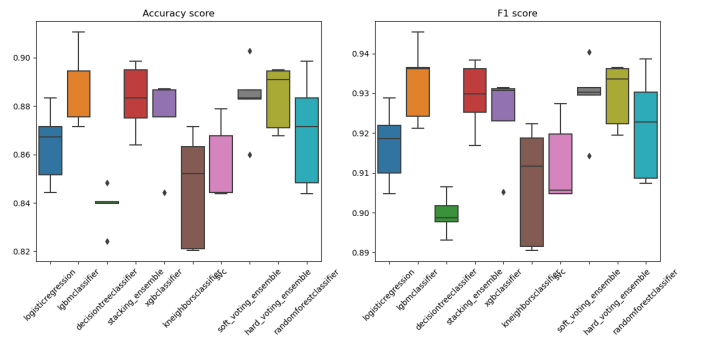 Accuracy score
0.90
0.88
0.86
0.84
0.82
logisticregression
lgbmclassifier
decisiontreeclassifier
stacking_ensemble
xgbclassifier
kneighborsclassifier
svc
soft_voting_ensemble
hard_voting_ensemble
randomforestclassifier
F1 score
0.94
0.93
0.92
0.91
0.90
0.89
logisticregression
lgbmclassifier
decisiontreeclassifier
stacking_ensemble
xgbclassifier
kneighborsclassifier
svc
soft_voting_ensemble
hard_voting_ensemble
randomforestclassifier